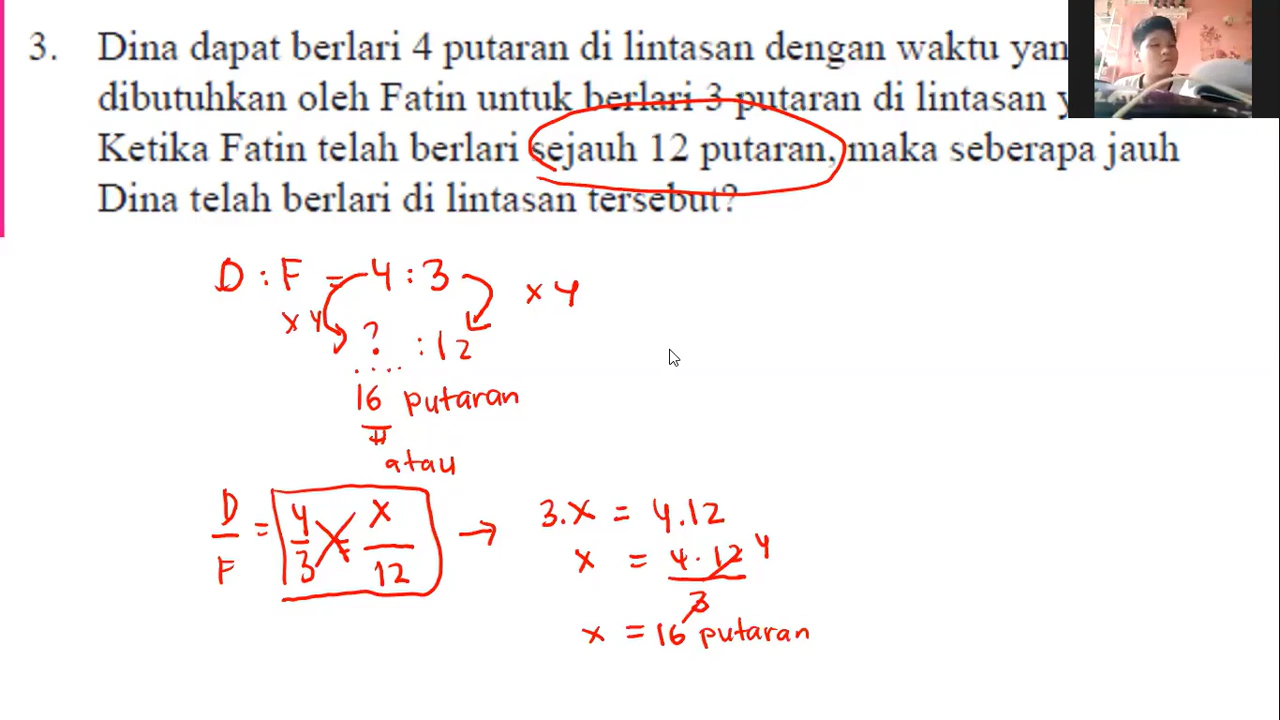 3. Dina dapat berlari 4 putaran di lintasan dengan waktu yan
dibutuhkan oleh Fatin untuk berlari 3 putaran di lintasan y
Ketika Fatin telah berlari sejauh 12 putaran, maka seberapa jauh
Dina telah berlari di lintasan tersebut?
D : F = 4 : 3
x 4
x 4
? : 12
....
16 putaran
atau
D/F = 4/3 = x/12 → 3.x = 4.12
x = 4.12/3 4
x = 16 putaran